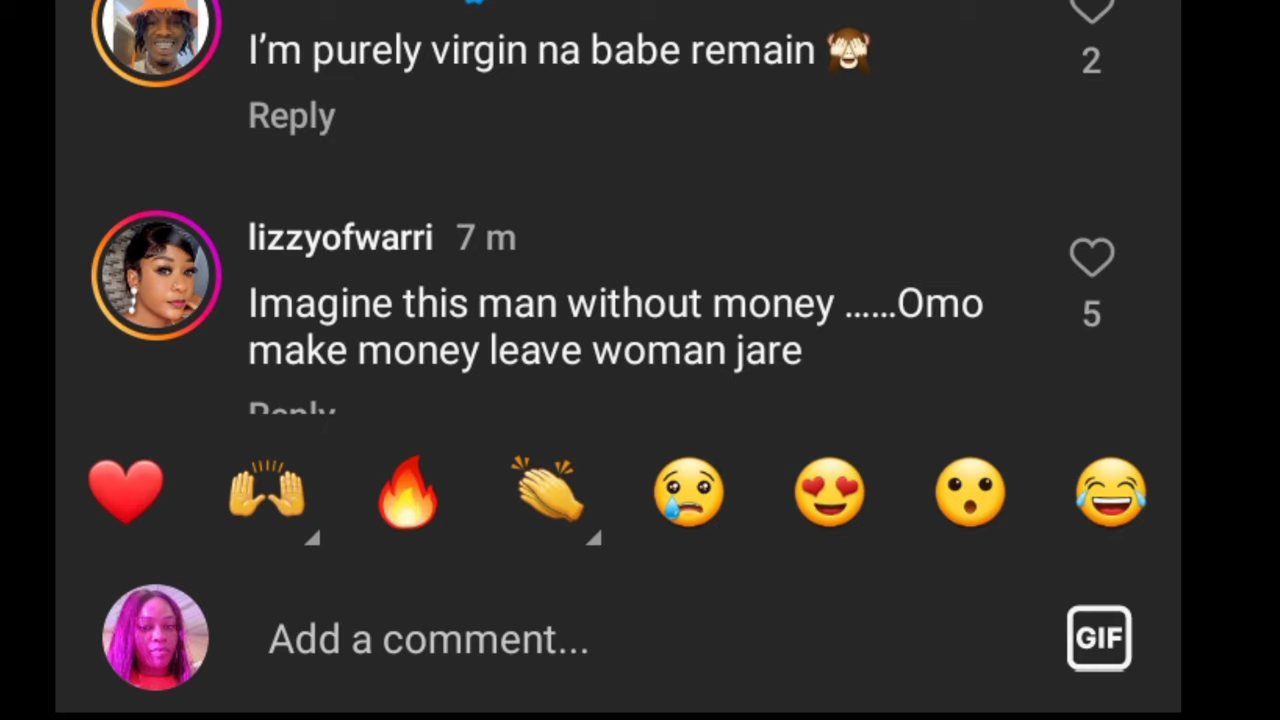 I’m purely virgin na babe remain 🙈
2
Reply
lizzyofwarri 7 m
Imagine this man without money ......Omo
make money leave woman jare
5
Reply
Add a comment...
GIF